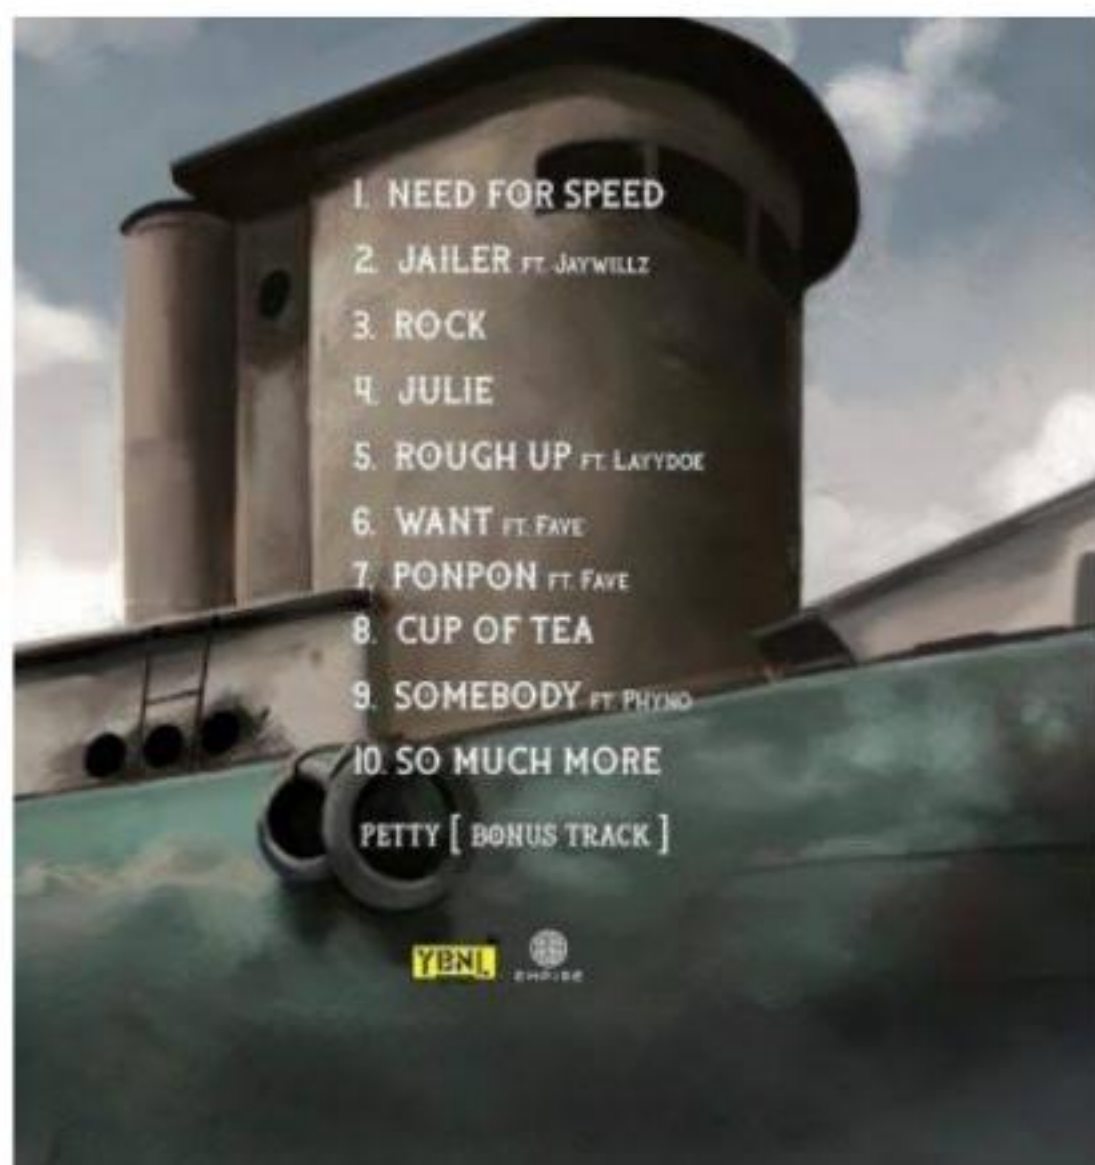 1. NEED FOR SPEED
2. JAILER FT. JAYWILLZ
3. ROCK
4. JULIE
5. ROUGH UP FT. LAYYDOE
6. WANT FT. FAVE
7. PONPON FT. FAVE
8. CUP OF TEA
9. SOMEBODY FT. PHYNO
10. SO MUCH MORE
PETTY [ BONUS TRACK ]
YBNL EMPIRE